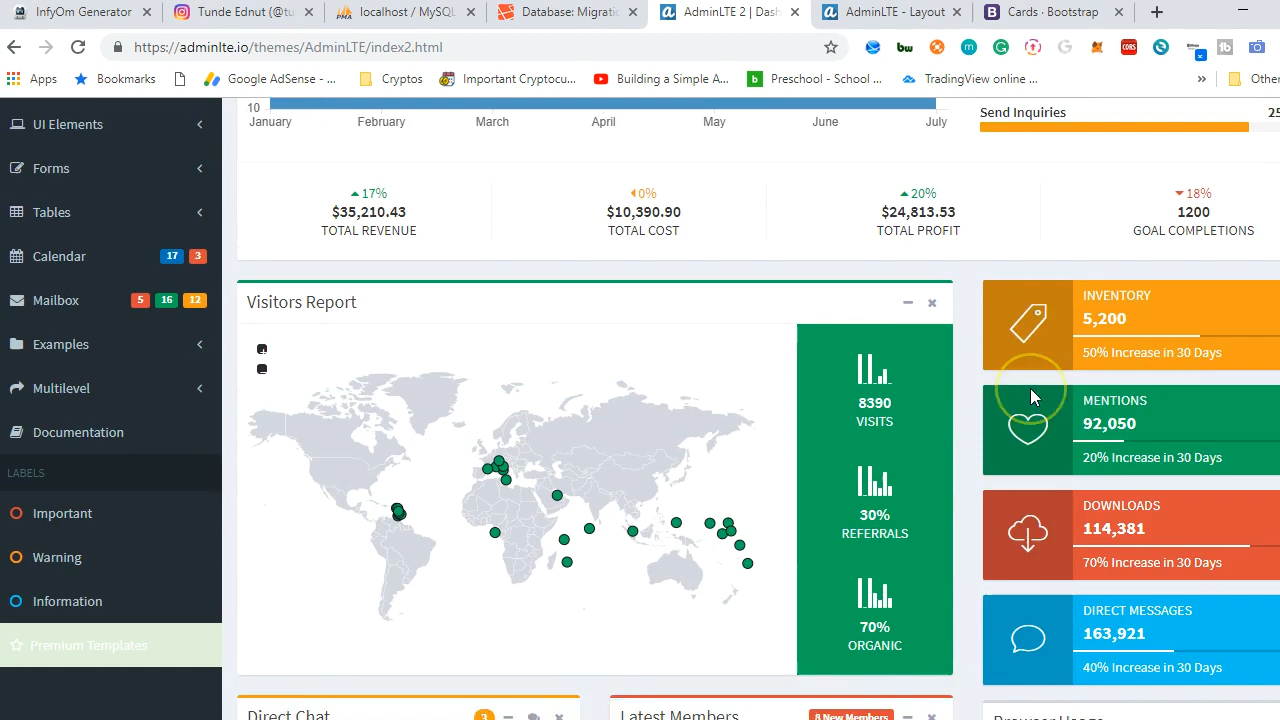 InfyOm Generator
Tunde Ednut (@tu
localhost / MySQL
Database: Migratio
AdminLTE 2 | Dash
AdminLTE - Layout
Cards · Bootstrap
https://adminlte.io/themes/AdminLTE/index2.html
Apps
Bookmarks
Google AdSense - ...
Cryptos
Important Cryptocu...
Building a Simple A...
Preschool - School ...
TradingView online ...
»
Other
UI Elements
Forms
Tables
Calendar 17 3
Mailbox 5 16 12
Examples
Multilevel
Documentation
LABELS
Important
Warning
Information
Premium Templates
10
January February March April May June July
Send Inquiries 25
17%
$35,210.43
TOTAL REVENUE
0%
$10,390.90
TOTAL COST
20%
$24,813.53
TOTAL PROFIT
18%
1200
GOAL COMPLETIONS
Visitors Report
8390
VISITS
30%
REFERRALS
70%
ORGANIC
INVENTORY
5,200
50% Increase in 30 Days
MENTIONS
92,050
20% Increase in 30 Days
DOWNLOADS
114,381
70% Increase in 30 Days
DIRECT MESSAGES
163,921
40% Increase in 30 Days
Direct Chat 3
Latest Members 8 New Members
Browser Usage